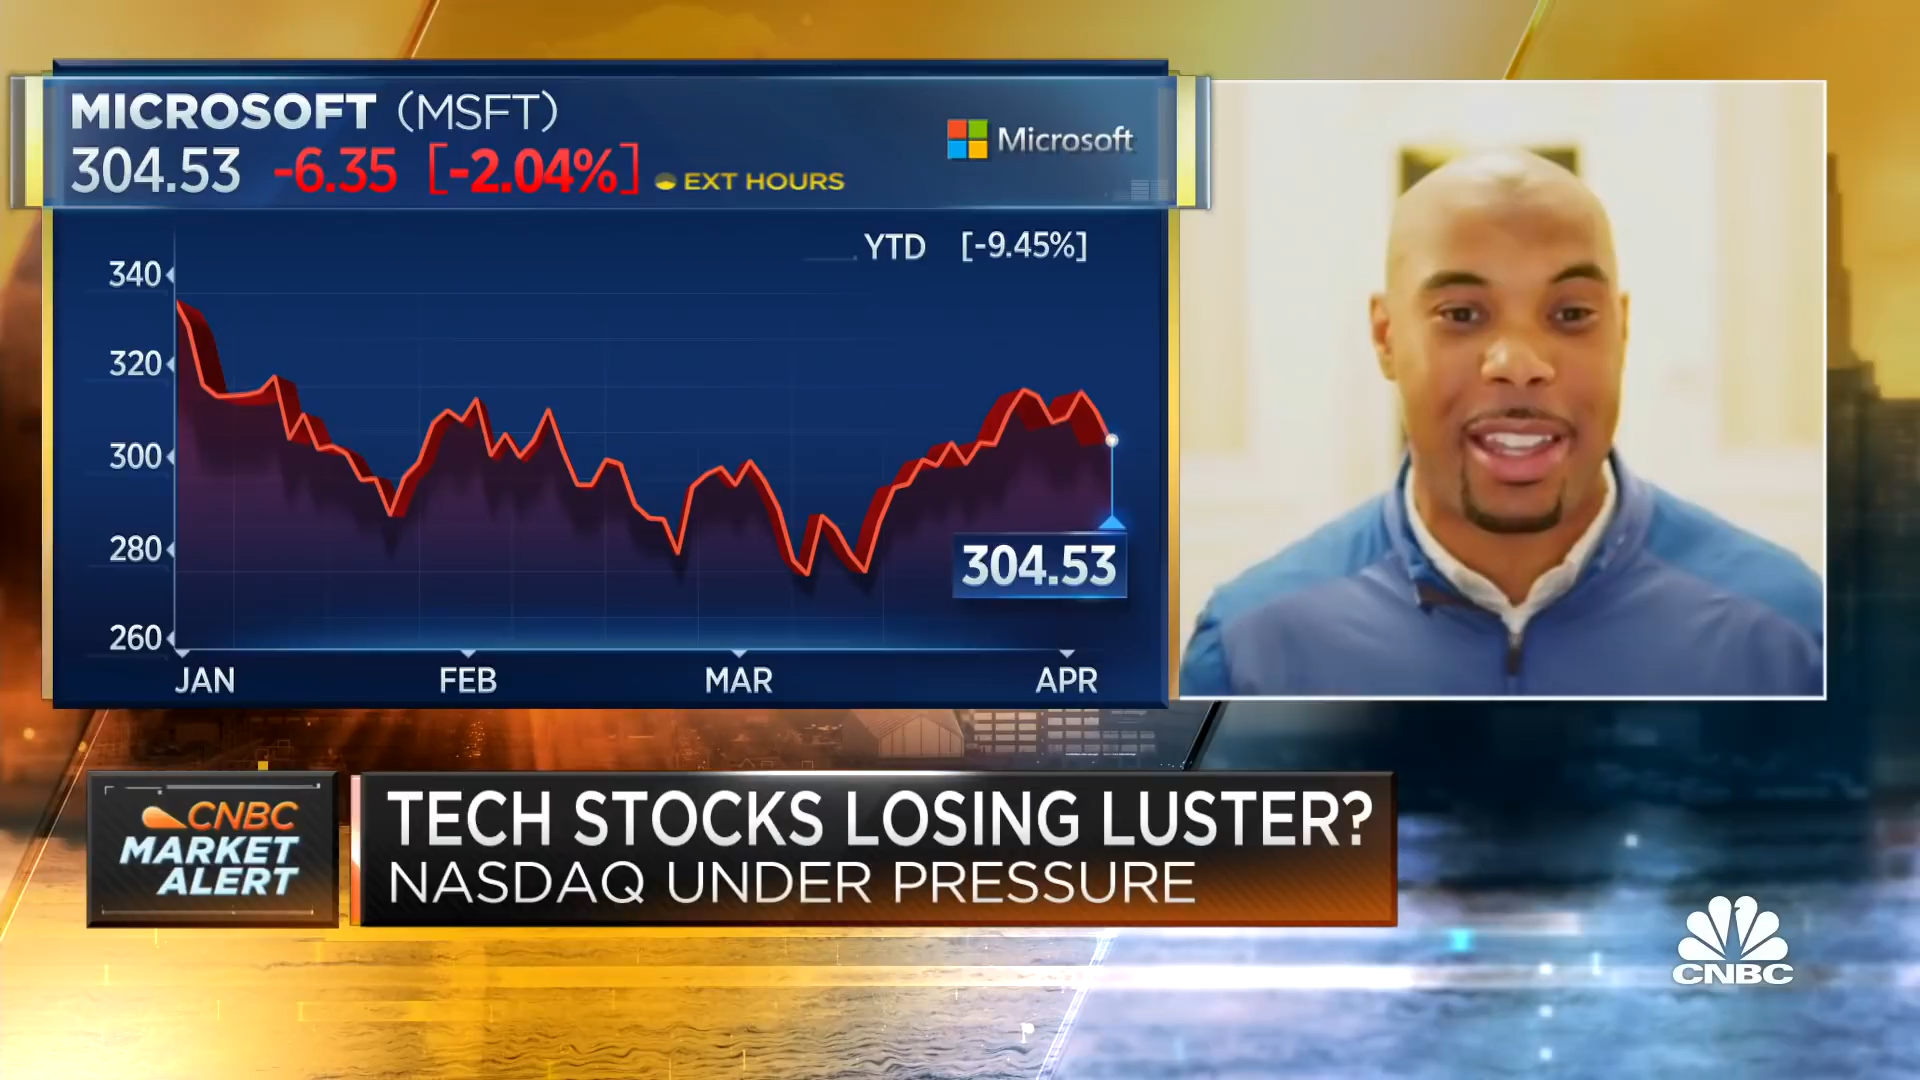 MICROSOFT (MSFT)
304.53 -6.35 [-2.04%] EXT HOURS
Microsoft
YTD [-9.45%]
340
320
300
280
260
304.53
JAN FEB MAR APR
CNBC
MARKET
ALERT
TECH STOCKS LOSING LUSTER?
NASDAQ UNDER PRESSURE
CNBC